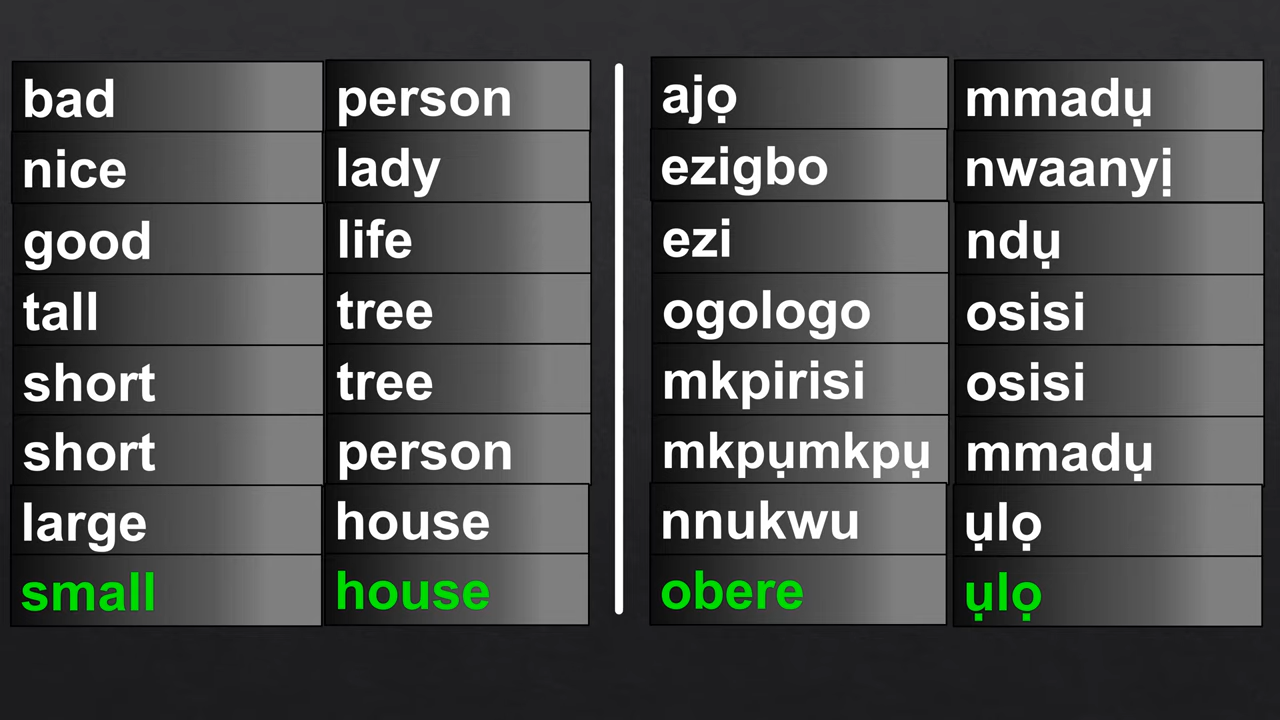 bad person ajọ mmadụ
nice lady ezigbo nwaanyị
good life ezi ndụ
tall tree ogologo osisi
short tree mkpirisi osisi
short person mkpụmkpụ mmadụ
large house nnukwu ụlọ
small house obere ụlọ